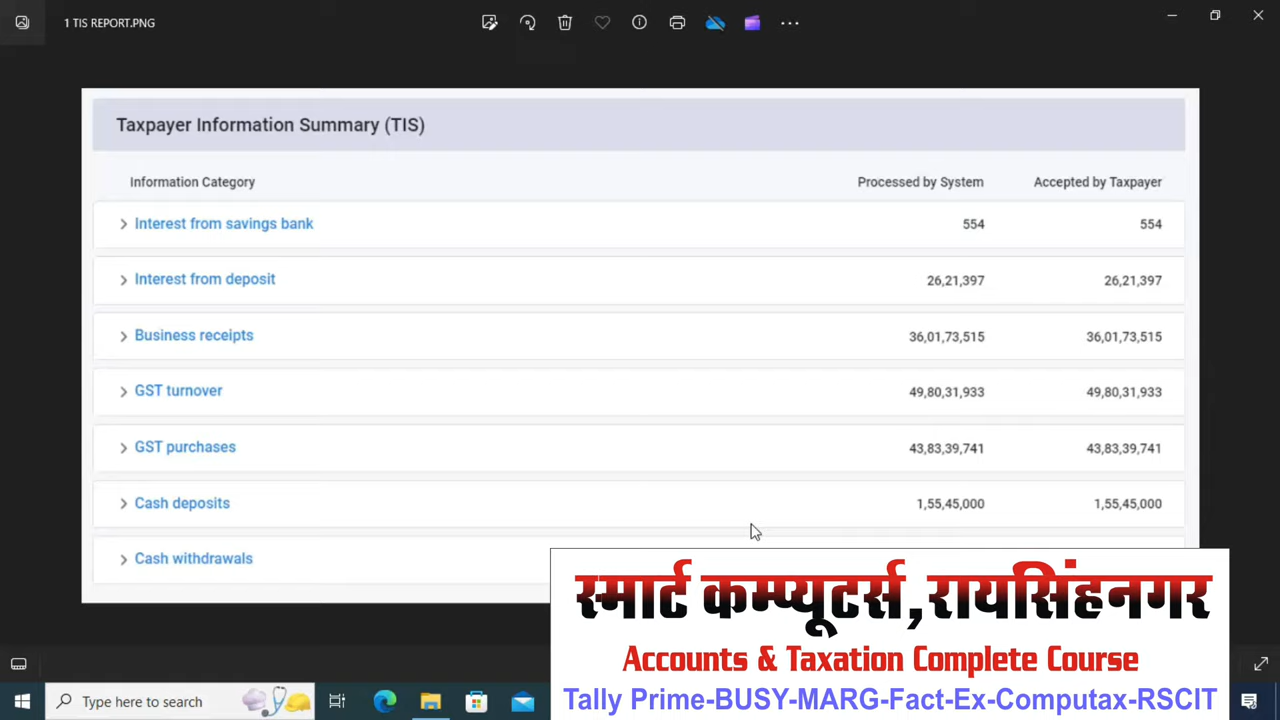 1 TIS REPORT.PNG
Taxpayer Information Summary (TIS)
Information Category Processed by System Accepted by Taxpayer
Interest from savings bank 554 554
Interest from deposit 26,21,397 26,21,397
Business receipts 36,01,73,515 36,01,73,515
GST turnover 49,80,31,933 49,80,31,933
GST purchases 43,83,39,741 43,83,39,741
Cash deposits 1,55,45,000 1,55,45,000
Cash withdrawals
स्मार्ट कम्प्यूटर्स,रायसिंहनगर
Accounts & Taxation Complete Course
Tally Prime-BUSY-MARG-Fact-Ex-Computax-RSCIT
Type here to search